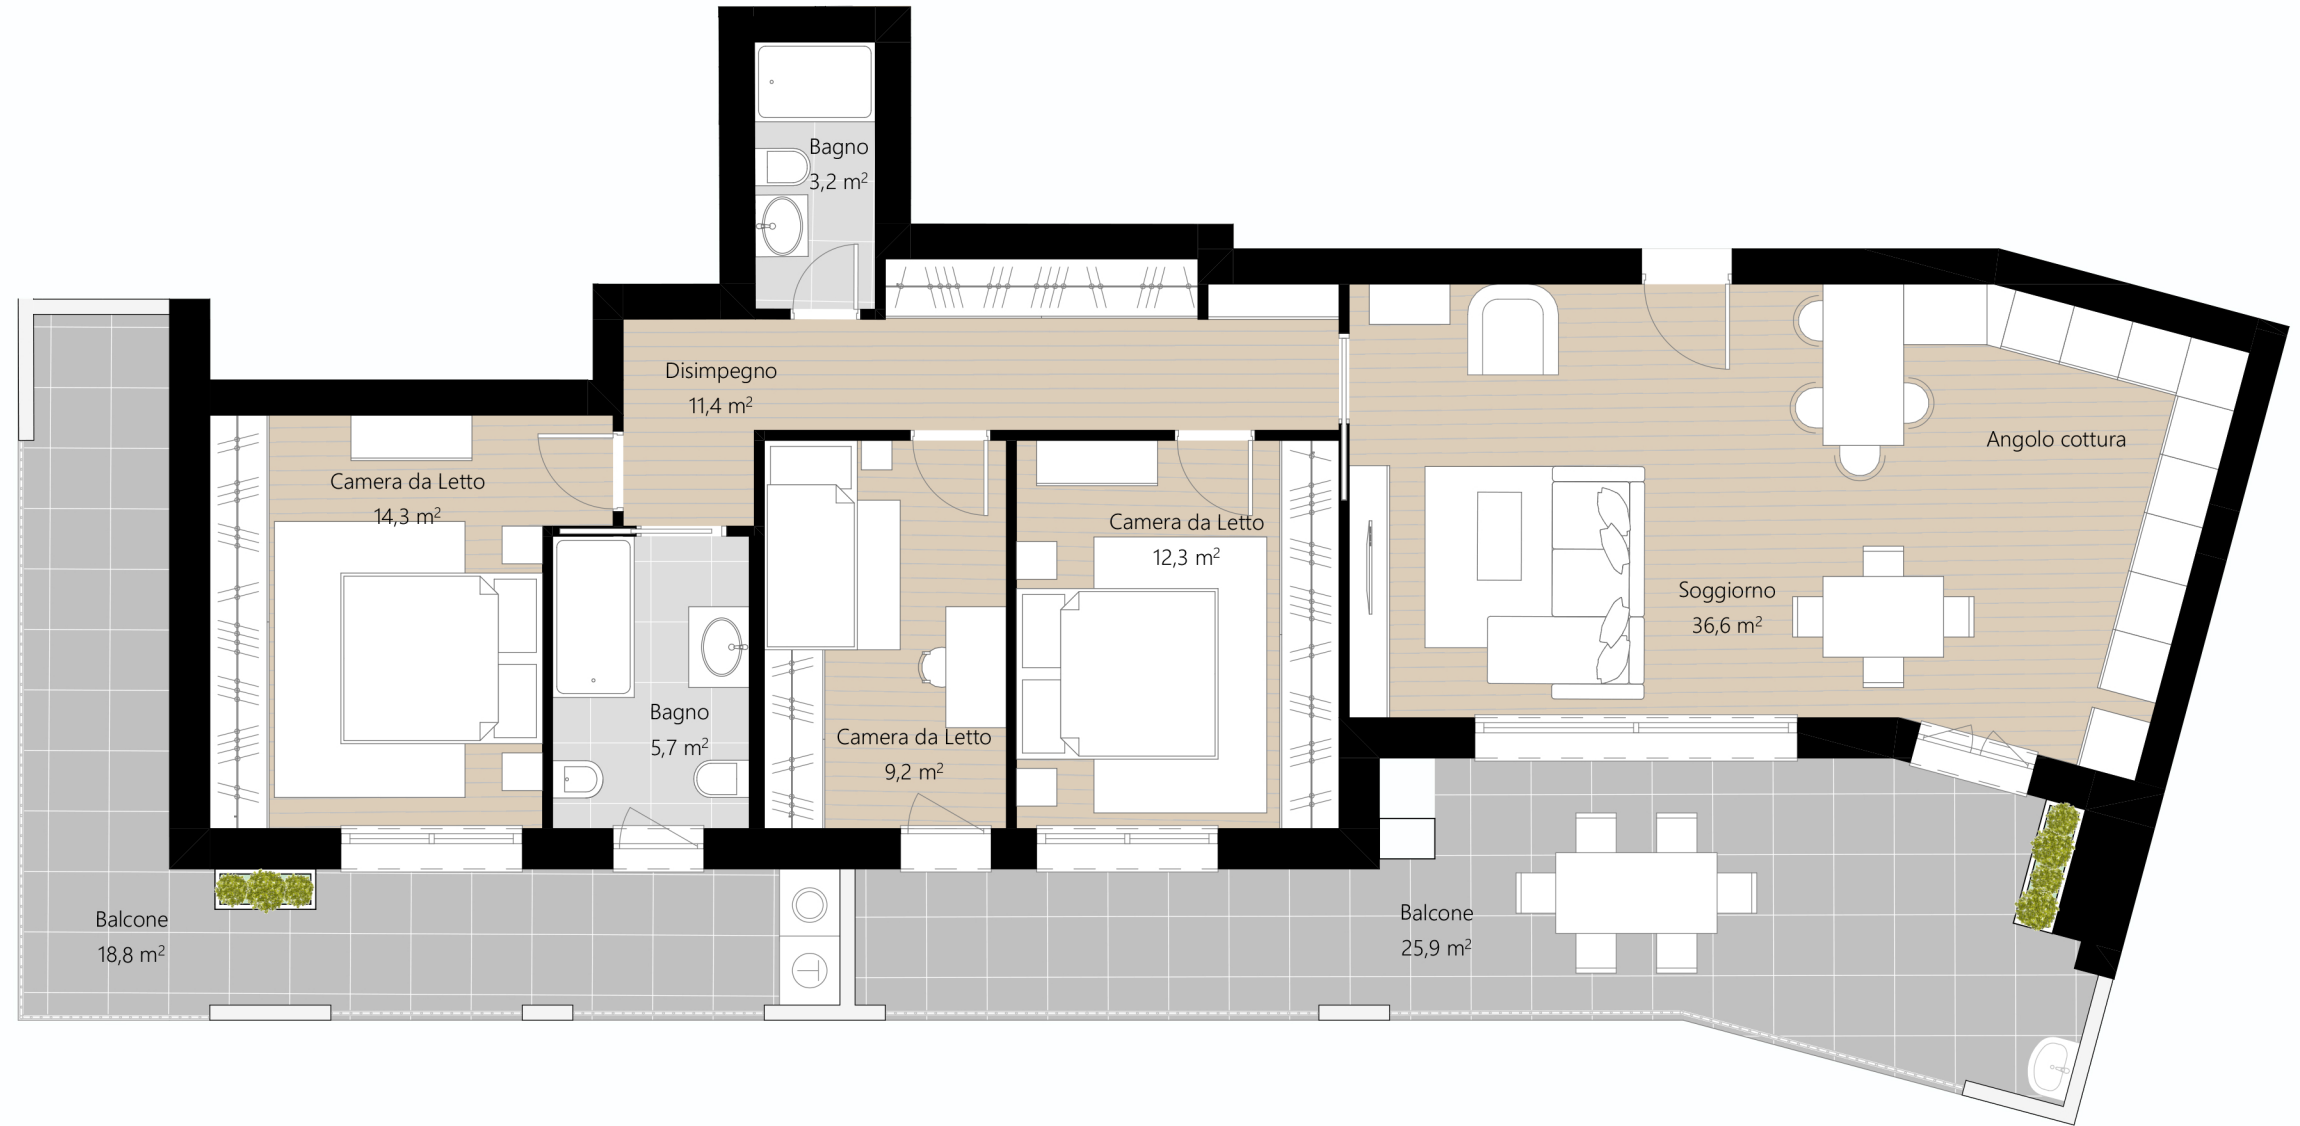 Bagno
3,2 m²
Disimpegno
11,4 m²
Angolo cottura
Camera da Letto
14,3 m²
Camera da Letto
12,3 m²
Soggiorno
36,6 m²
Bagno
5,7 m²
Camera da Letto
9,2 m²
Balcone
18,8 m²
Balcone
25,9 m²